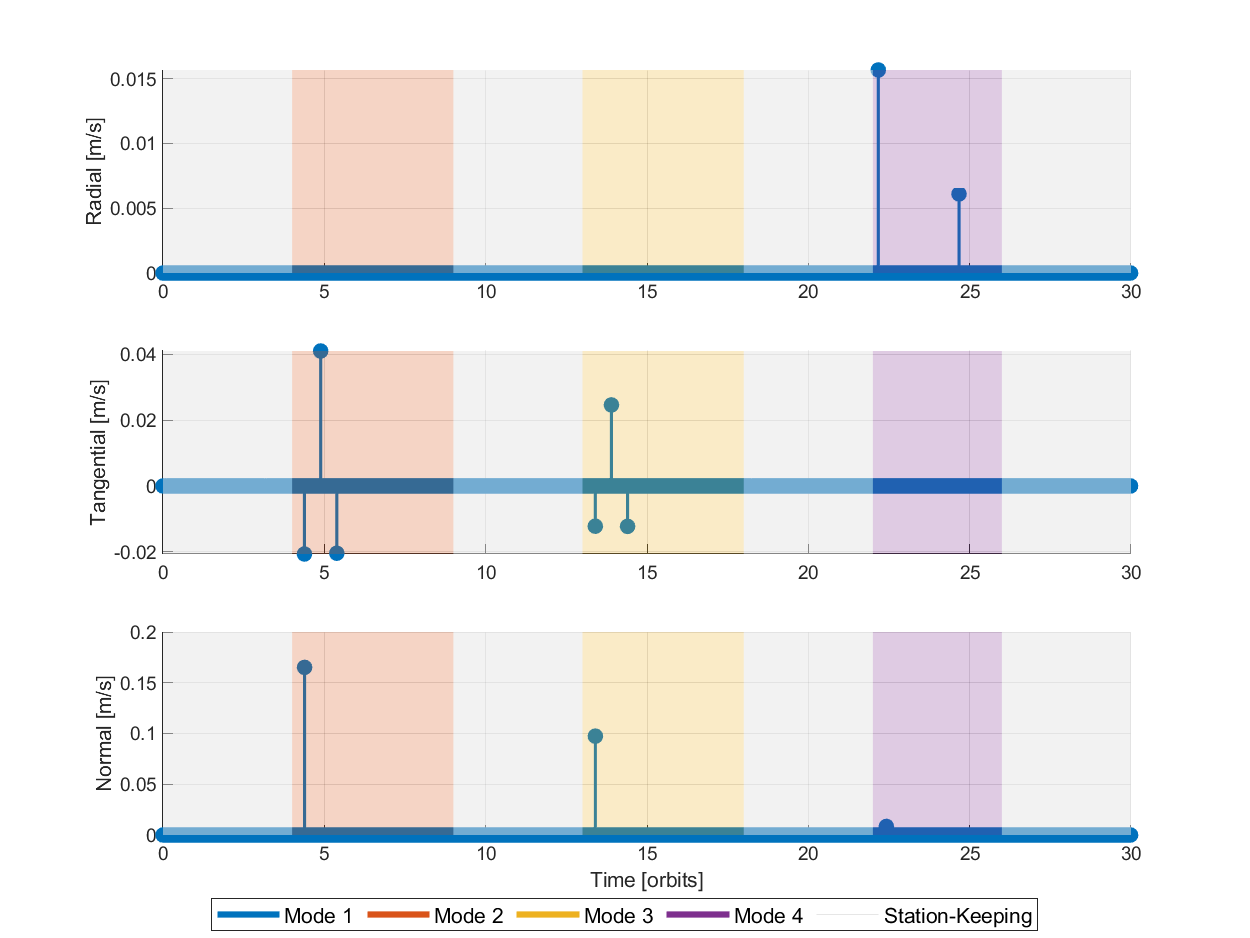 Radial [m/s]
0.015
0.01
0.005
0
0 5 10 15 20 25 30
Tangential [m/s]
0.04
0.02
0
-0.02
0 5 10 15 20 25 30
Normal [m/s]
0.2
0.15
0.1
0.05
0
0 5 10 15 20 25 30
Time [orbits]
Mode 1 Mode 2 Mode 3 Mode 4 Station-Keeping